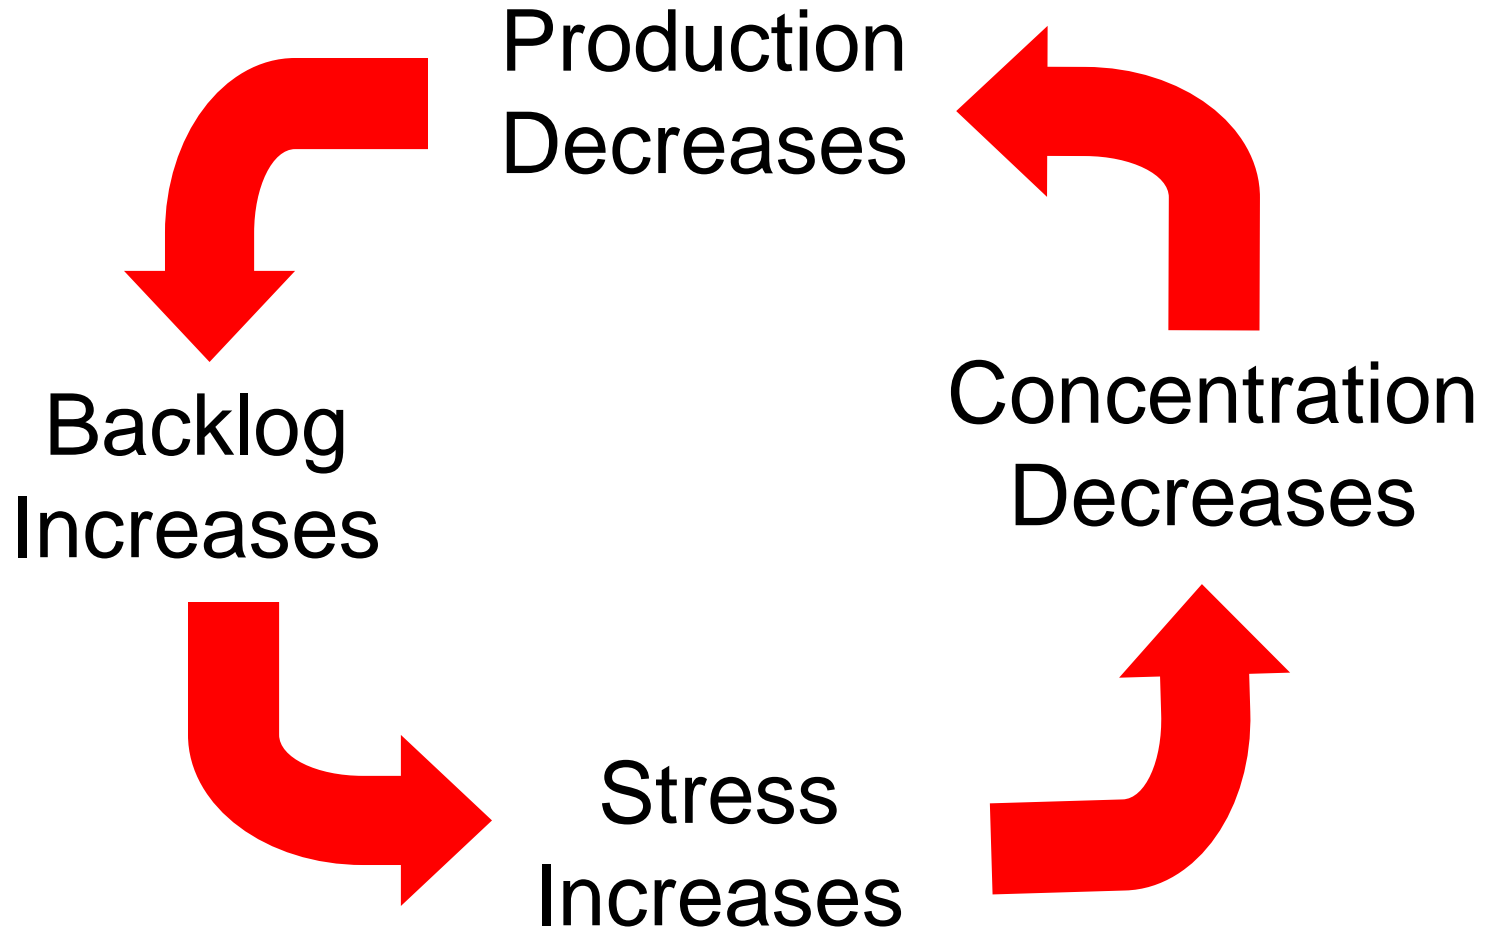 Production
Decreases
Backlog
Increases
Stress
Increases
Concentration
Decreases